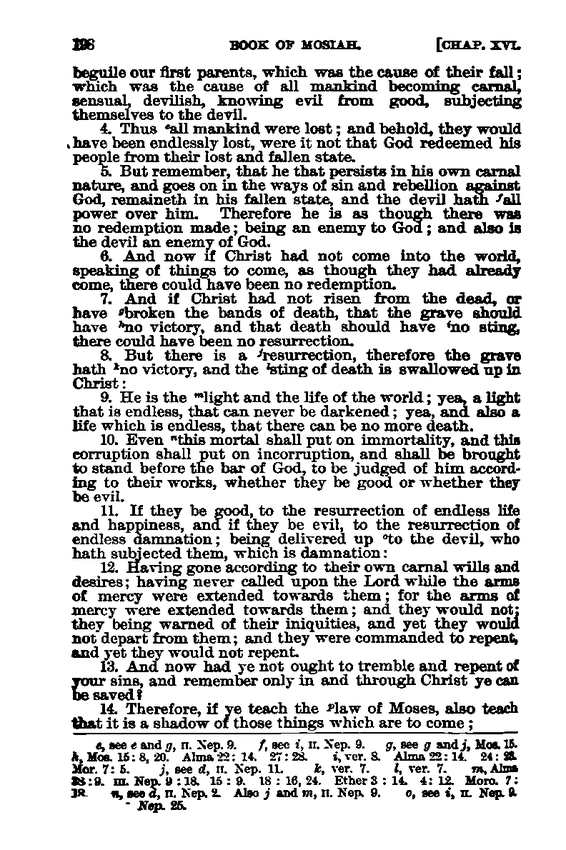 198 BOOK OF MOSIAH. [CHAP. XVI.
beguile our first parents, which was the cause of their fall;
which was the cause of all mankind becoming carnal,
sensual, devilish, knowing evil from good, subjecting
themselves to the devil.
4. Thus ᵉall mankind were lost; and behold, they would
have been endlessly lost, were it not that God redeemed his
people from their lost and fallen state.
5. But remember, that he that persists in his own carnal
nature, and goes on in the ways of sin and rebellion against
God, remaineth in his fallen state, and the devil hath ᶠall
power over him. Therefore he is as though there was
no redemption made; being an enemy to God; and also is
the devil an enemy of God.
6. And now if Christ had not come into the world,
speaking of things to come, as though they had already
come, there could have been no redemption.
7. And if Christ had not risen from the dead, or
have ᵍbroken the bands of death, that the grave should
have ʰno victory, and that death should have ⁱno sting,
there could have been no resurrection.
8. But there is a ʲresurrection, therefore the grave
hath ᵏno victory, and the ˡsting of death is swallowed up in
Christ:
9. He is the ᵐlight and the life of the world; yea, a light
that is endless, that can never be darkened; yea, and also a
life which is endless, that there can be no more death.
10. Even ⁿthis mortal shall put on immortality, and this
corruption shall put on incorruption, and shall be brought
to stand before the bar of God, to be judged of him accord-
ing to their works, whether they be good or whether they
be evil.
11. If they be good, to the resurrection of endless life
and happiness, and if they be evil, to the resurrection of
endless damnation; being delivered up ᵒto the devil, who
hath subjected them, which is damnation:
12. Having gone according to their own carnal wills and
desires; having never called upon the Lord while the arms
of mercy were extended towards them; for the arms of
mercy were extended towards them; and they would not;
they being warned of their iniquities, and yet they would
not depart from them; and they were commanded to repent,
and yet they would not repent.
13. And now had ye not ought to tremble and repent of
your sins, and remember only in and through Christ ye can
be saved?
14. Therefore, if ye teach the ᵖlaw of Moses, also teach
that it is a shadow of those things which are to come;
e, see e and g, II. Nep. 9. f, see i, II. Nep. 9. g, see g and j, Mos. 15.
h, Mos. 15:8, 20. Alma 22:14. 27:28. i, ver. 8. Alma 22:14. 24:23.
Mor. 7:5. j, see d, II. Nep. 11. k, ver. 7. l, ver. 7. m, Alma
38:9. III. Nep. 9:18. 15:9. 18:16, 24. Ether 3:14. 4:12. Moro. 7:
18. n, see d, II. Nep. 2. Also j and m, II. Nep. 9. o, see i, II. Nep. 9.
Nep. 25.